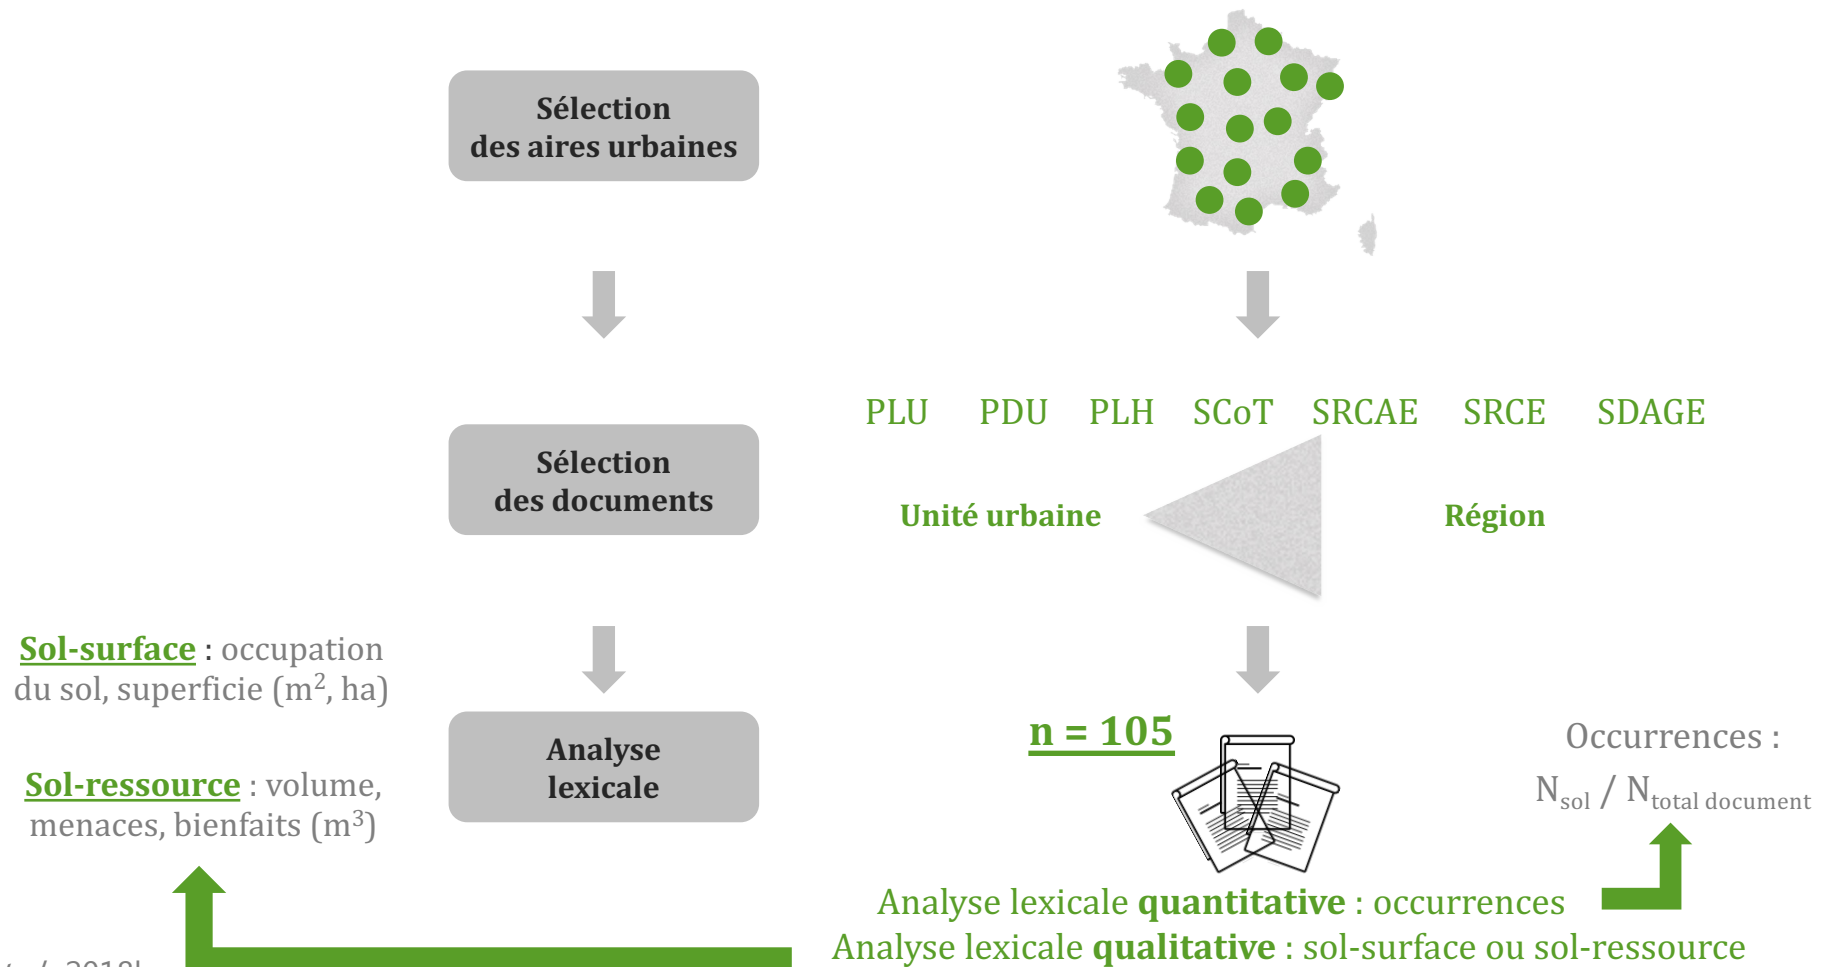 Sélection
des aires urbaines
PLU PDU PLH SCoT SRCAE SRCE SDAGE
Sélection
des documents
Unité urbaine
Région
Sol-surface : occupation
du sol, superficie (m², ha)
Sol-ressource : volume,
menaces, bienfaits (m³)
Analyse
lexicale
n = 105
Occurrences :
N_sol / N_total document
Analyse lexicale quantitative : occurrences
Analyse lexicale qualitative : sol-surface ou sol-ressource